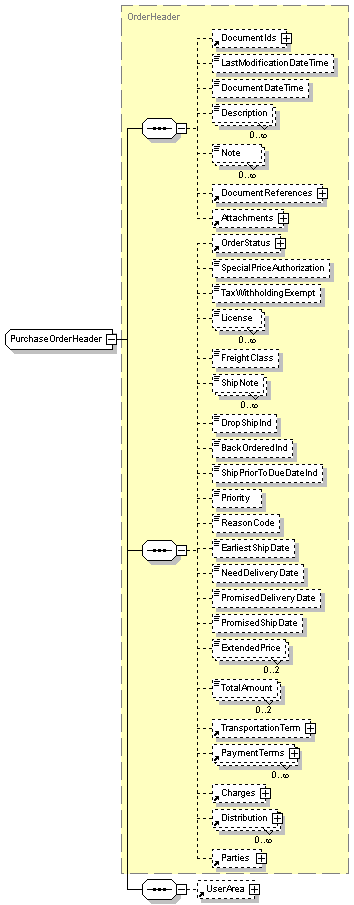 OrderHeader
DocumentIds
LastModificationDateTime
DocumentDateTime
Description
0..∞
Note
0..∞
DocumentReferences
Attachments
OrderStatus
SpecialPriceAuthorization
TaxWithholdingExempt
License
0..∞
PurchaseOrderHeader
FreightClass
ShipNote
0..∞
DropShipInd
BackOrderedInd
ShipPriorToDueDateInd
Priority
ReasonCode
EarliestShipDate
NeedDeliveryDate
PromisedDeliveryDate
PromisedShipDate
ExtendedPrice
0..2
TotalAmount
0..2
TransportationTerm
PaymentTerms
0..∞
Charges
Distribution
0..∞
Parties
UserArea